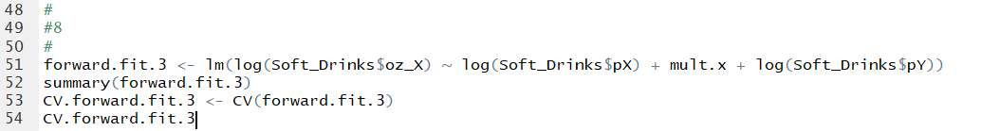 48 #
49 #8
50 #
51 forward.fit.3 <- lm(log(Soft_Drinks$oz_X) ~ log(Soft_Drinks$pX) + mult.x + log(Soft_Drinks$pY))
52 summary(forward.fit.3)
53 CV.forward.fit.3 <- CV(forward.fit.3)
54 CV.forward.fit.3